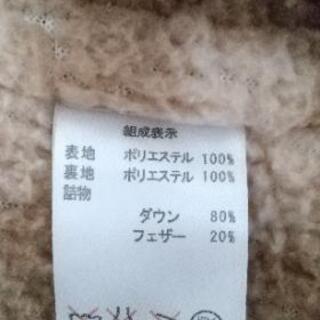 組成表示
表地 ポリエステル 100%
裏地 ポリエステル 100%
詰物
ダウン 80%
フェザー 20%